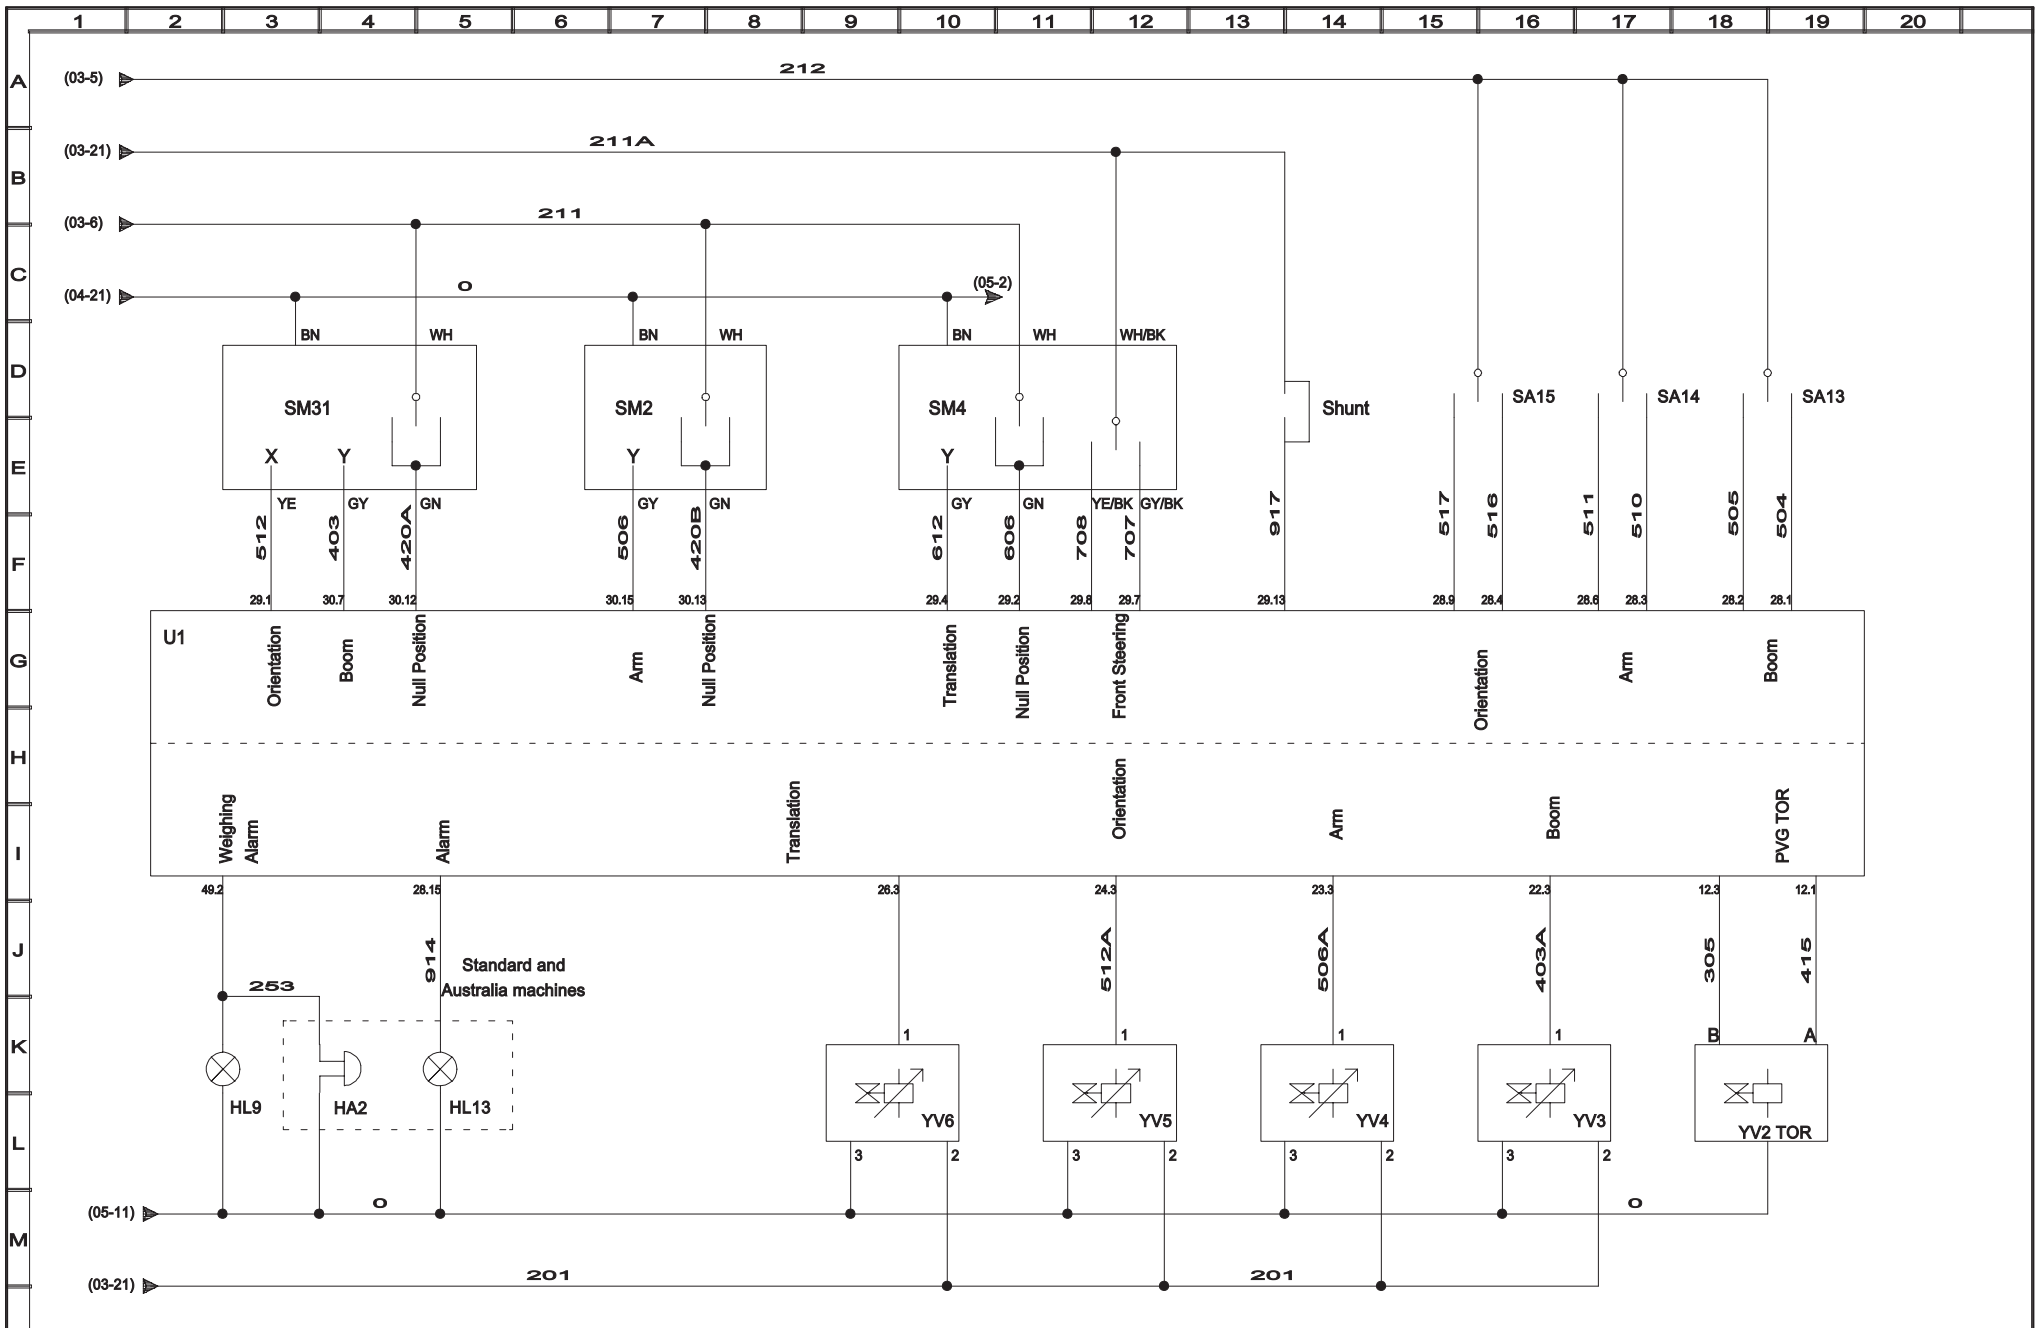 1 2 3 4 5 6 7 8 9 10 11 12 13 14 15 16 17 18 19 20
A (03-5) 212
B (03-21) 211A
(03-6) 211
C (04-21) 0 (05-2)
BN WH BN WH BN WH WH/BK
D
SM31 SM2 SM4 Shunt SA15 SA14 SA13
E X Y Y Y
YE GY GN GY GN GY GN YE/BK GY/BK
512 403 420A 506 420B 612 606 708 707 917 517 516 511 510 505 504
F
29.1 30.7 30.12 30.15 30.13 29.4 29.2 29.8 29.7 29.13 28.9 28.4 28.6 28.3 28.2 28.1
U1
G Orientation Boom Null Position Arm Null Position Translation Null Position Front Steering Orientation Arm Boom
H
I Weighing Alarm Alarm Translation Orientation Arm Boom PVG TOR
49.2 28.15 26.3 24.3 23.3 22.3 12.3 12.1
J 914 512A 506A 403A 305 415
Standard and
Australia machines
253
K 1 1 1 1 B A
HL9 HA2 HL13 YV6 YV5 YV4 YV3 YV2 TOR
L 3 2 3 2 3 2 3 2
(05-11) 0 0
M
(03-21) 201 201